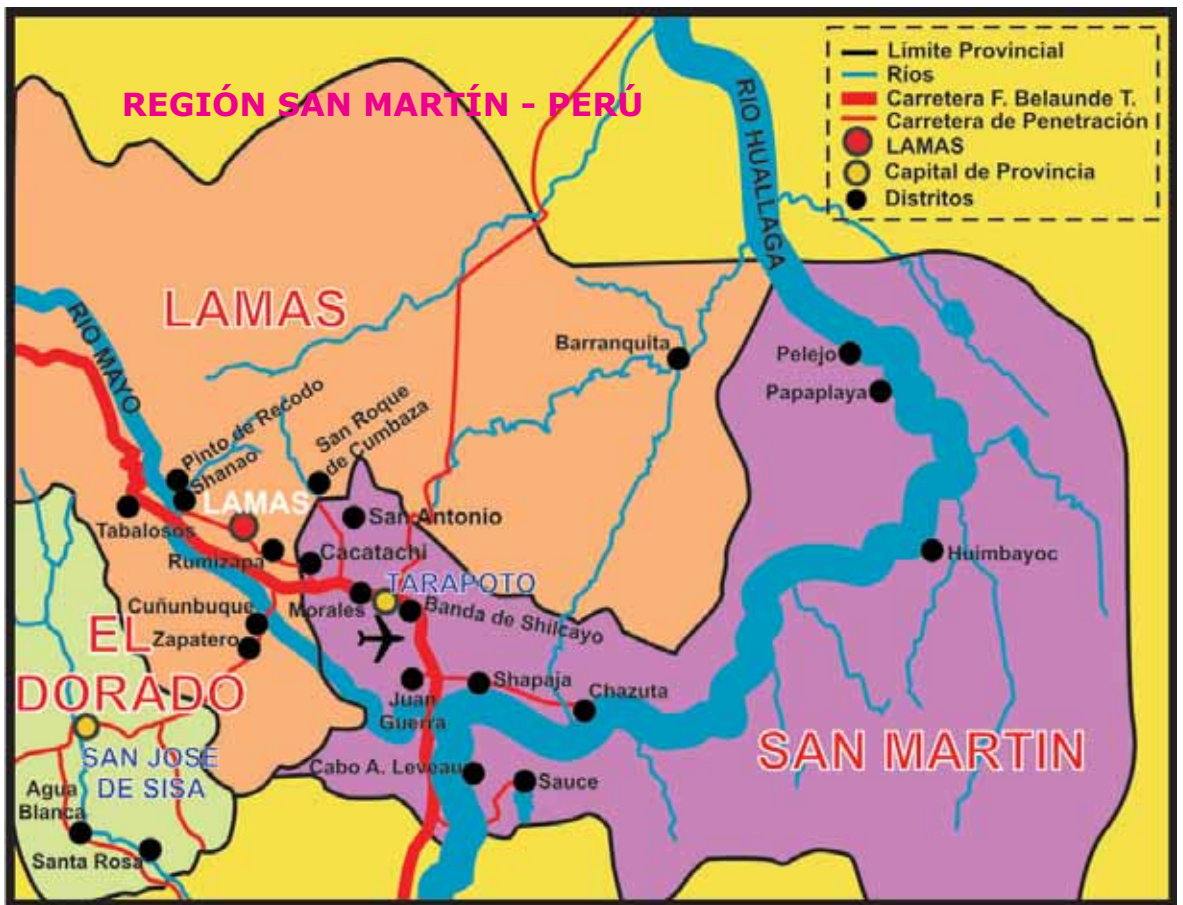 REGIÓN SAN MARTÍN - PERÚ
Límite Provincial
Ríos
Carretera F. Belaunde T.
Carretera de Penetración
LAMAS
Capital de Provincia
Distritos
RIO HUALLAGA
LAMAS
RIO MAYO
Barranquita
Pelejo
Papaplaya
Pinto de Recodo
Shanao
San Roque
de Cumbaza
LAMAS
Tabalosos
San Antonio
Rumizapa
Cacatachi
TARAPOTO
Huimbayoc
Cuñunbuque
Morales
Banda de Shilcayo
Zapatero
EL
DORADO
Juan
Guerra
Shapaja
Chazuta
SAN MARTIN
SAN JOSE
DE SISA
Cabo A. Leveau
Sauce
Agua
Blanca
Santa Rosa